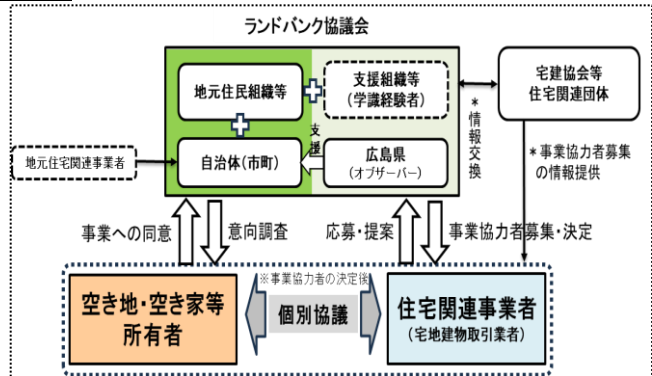 ランドバンク協議会
地元住民組織等
支援組織等
(学識経験者)
宅建協会等
住宅関連団体
*情報交換
地元住宅関連事業者
自治体(市町)
支援
広島県
(オブザーバー)
*事業協力者募集
の情報提供
事業への同意
意向調査
応募・提案
事業協力者募集・決定
空き地・空き家等
所有者
※事業協力者の決定後
個別協議
住宅関連事業者
(宅地建物取引業者)